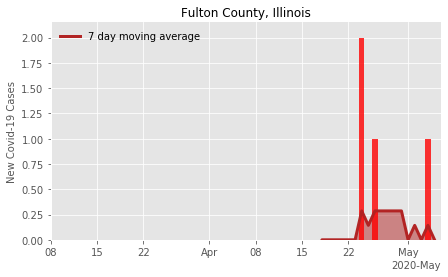 Fulton County, Illinois
7 day moving average
New Covid-19 Cases
2.00
1.75
1.50
1.25
1.00
0.75
0.50
0.25
0.00
08 15 22 Apr 08 15 22 May
2020-May